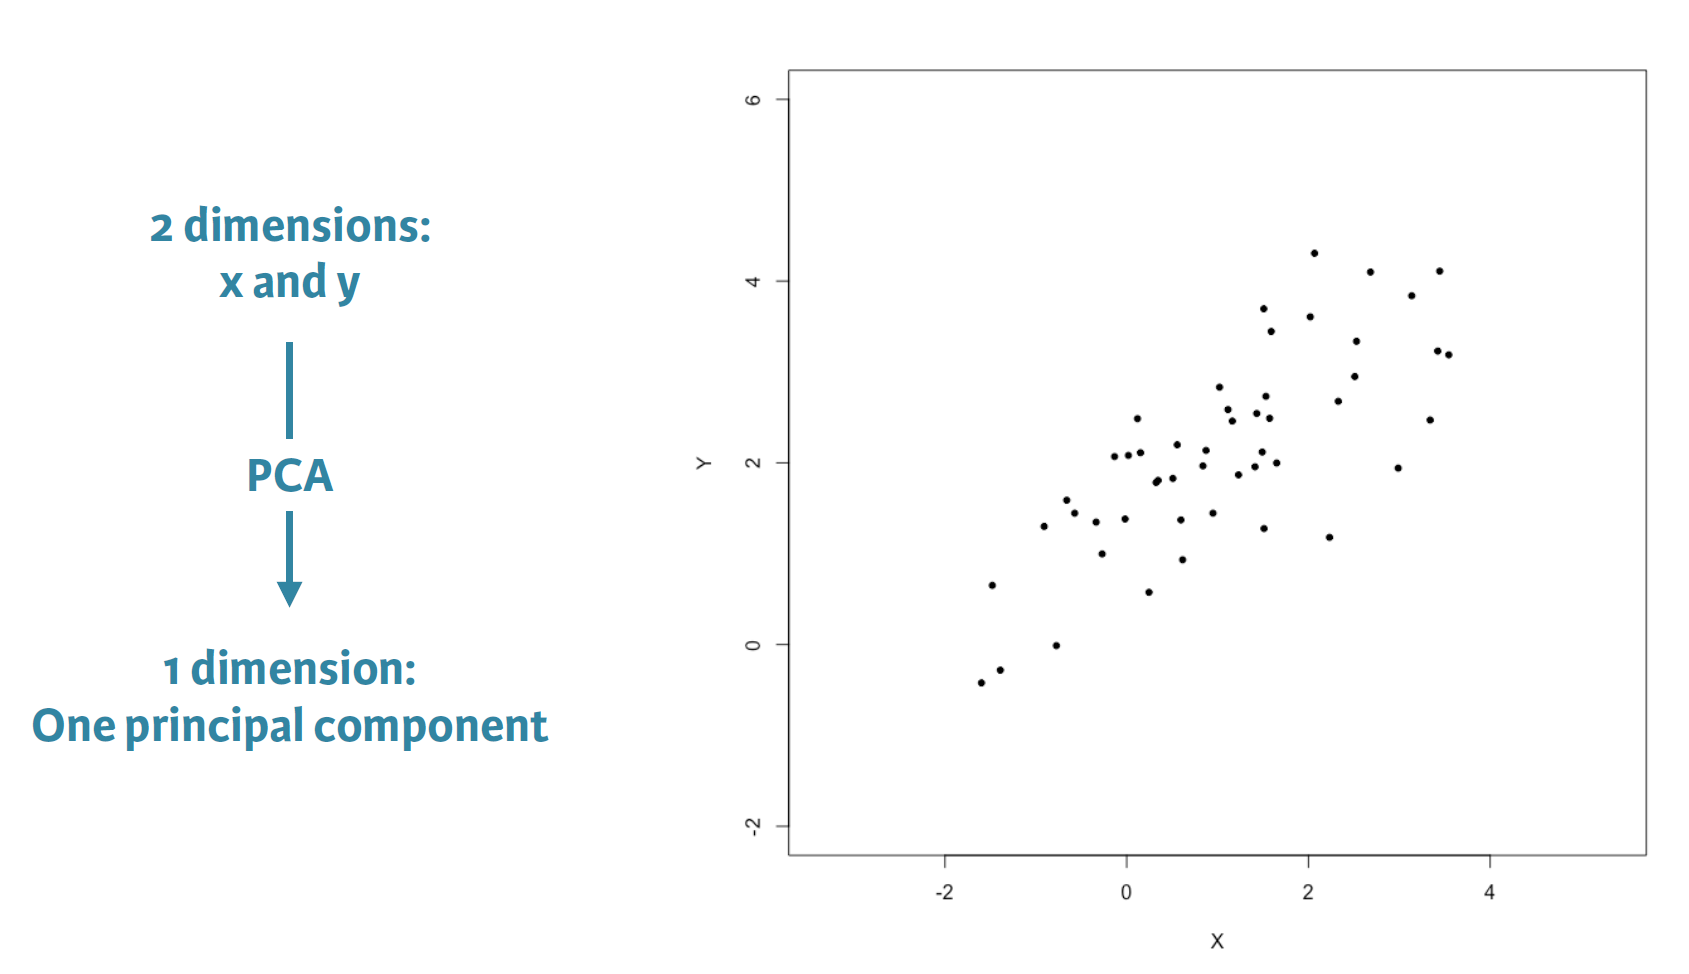 2 dimensions:
x and y
PCA
1 dimension:
One principal component
6
4
2
0
-2
Y
-2
0
2
4
X